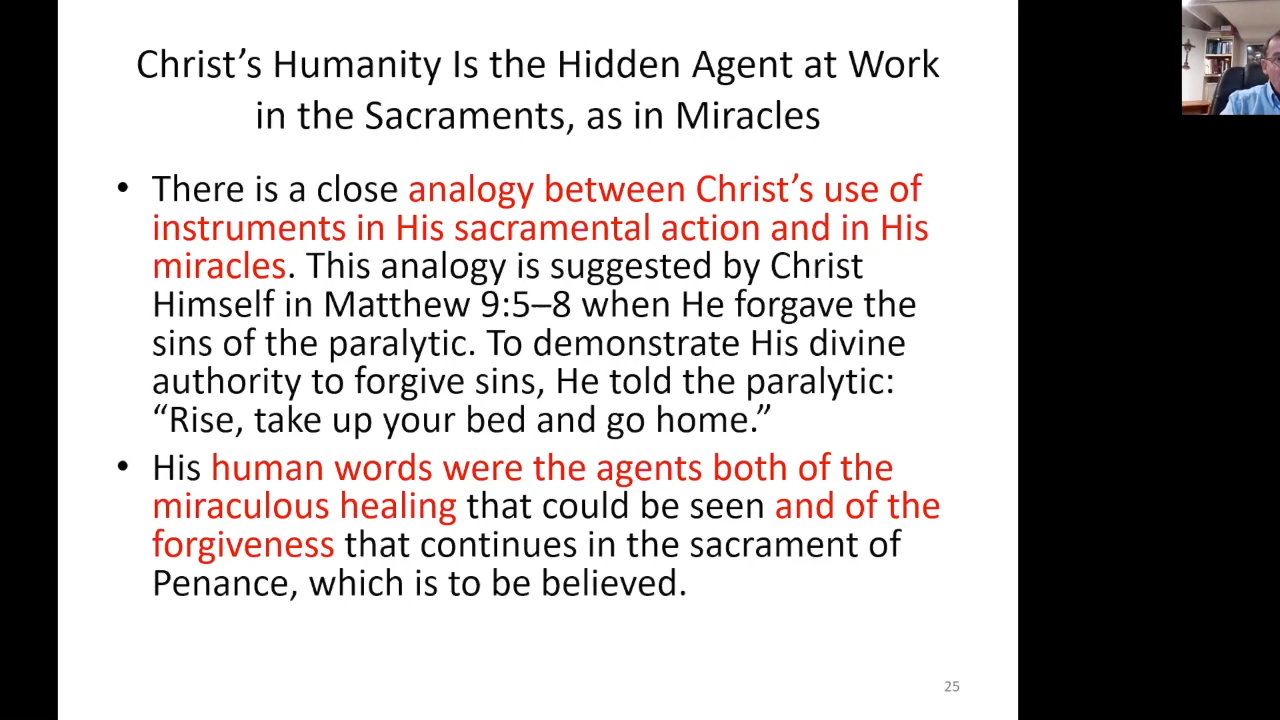 Christ’s Humanity Is the Hidden Agent at Work
in the Sacraments, as in Miracles
• There is a close analogy between Christ’s use of
instruments in His sacramental action and in His
miracles. This analogy is suggested by Christ
Himself in Matthew 9:5–8 when He forgave the
sins of the paralytic. To demonstrate His divine
authority to forgive sins, He told the paralytic:
“Rise, take up your bed and go home.”
• His human words were the agents both of the
miraculous healing that could be seen and of the
forgiveness that continues in the sacrament of
Penance, which is to be believed.
25